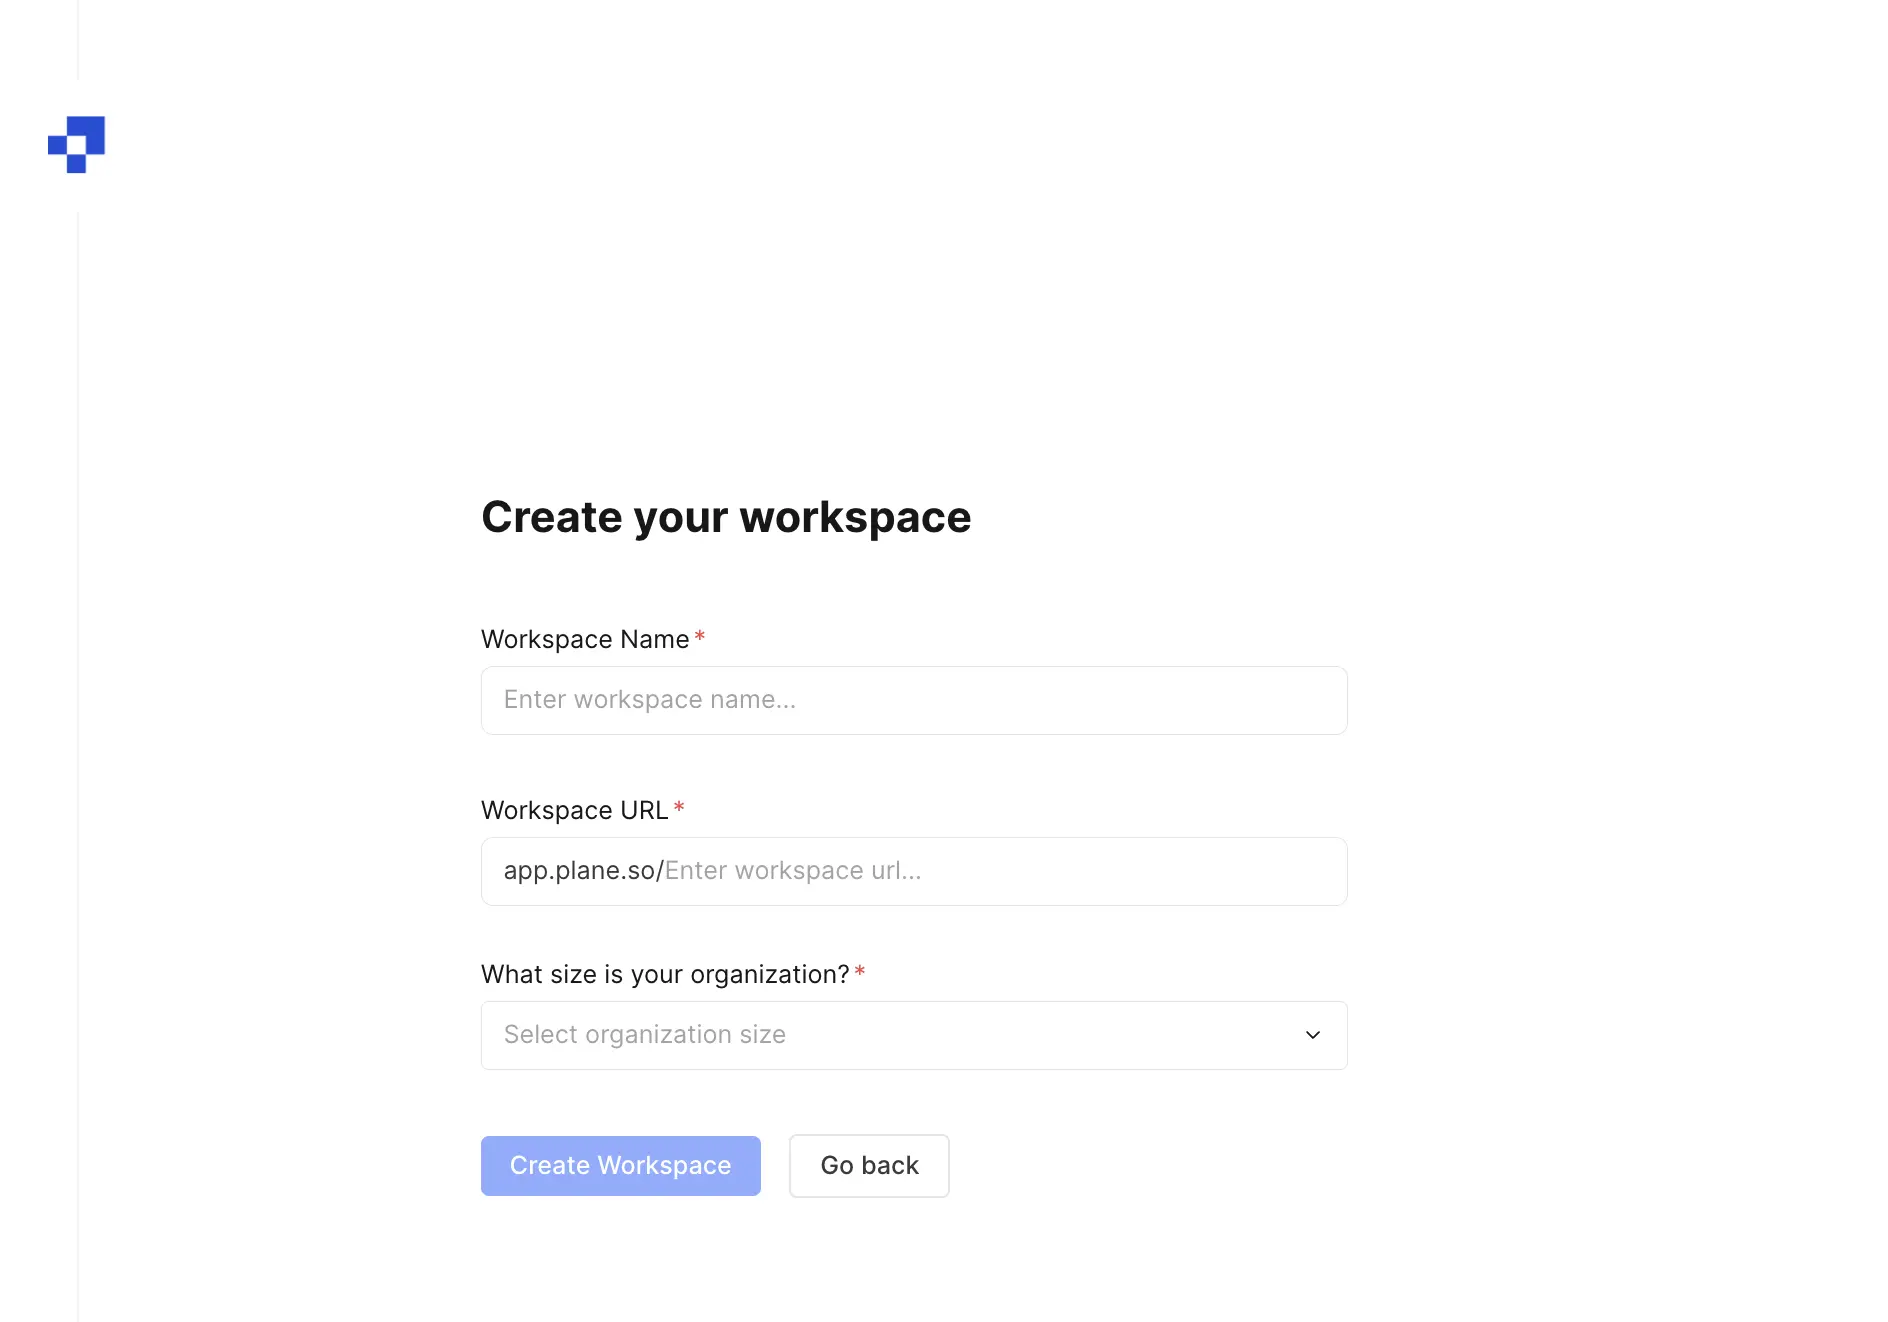 Create your workspace
Workspace Name*
Enter workspace name...
Workspace URL*
app.plane.so/Enter workspace url...
What size is your organization?*
Select organization size
Create Workspace
Go back